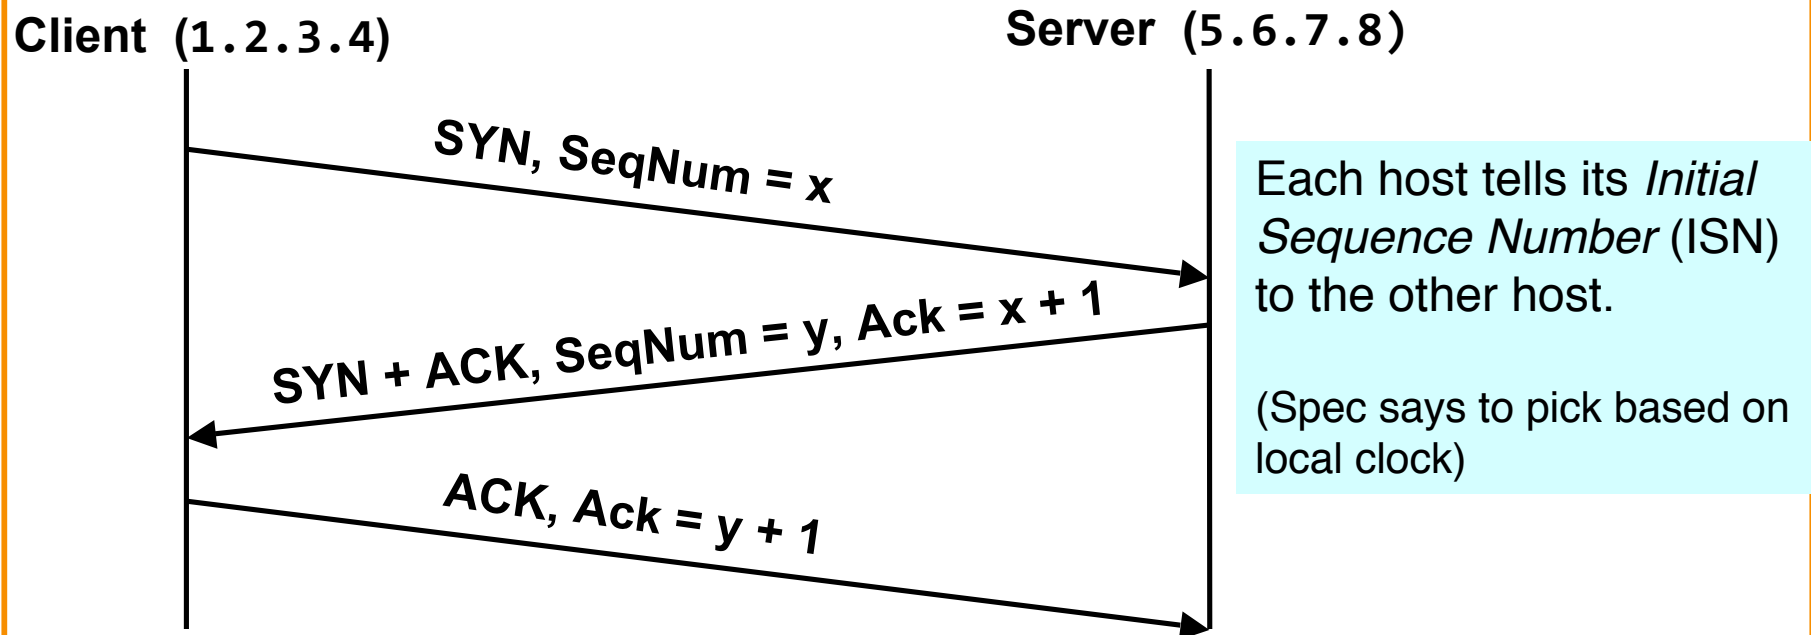 Client (1.2.3.4)
Server (5.6.7.8)
SYN, SeqNum = x
SYN + ACK, SeqNum = y, Ack = x + 1
ACK, Ack = y + 1
Each host tells its Initial
Sequence Number (ISN)
to the other host.
(Spec says to pick based on
local clock)